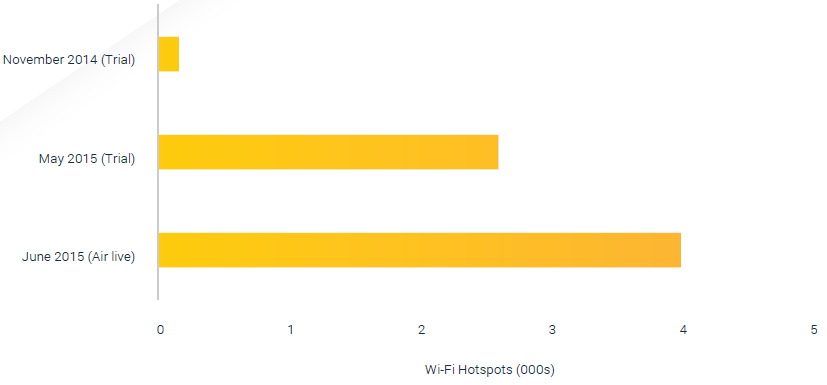 November 2014 (Trial)
May 2015 (Trial)
June 2015 (Air live)
0 1 2 3 4 5
Wi-Fi Hotspots (000s)